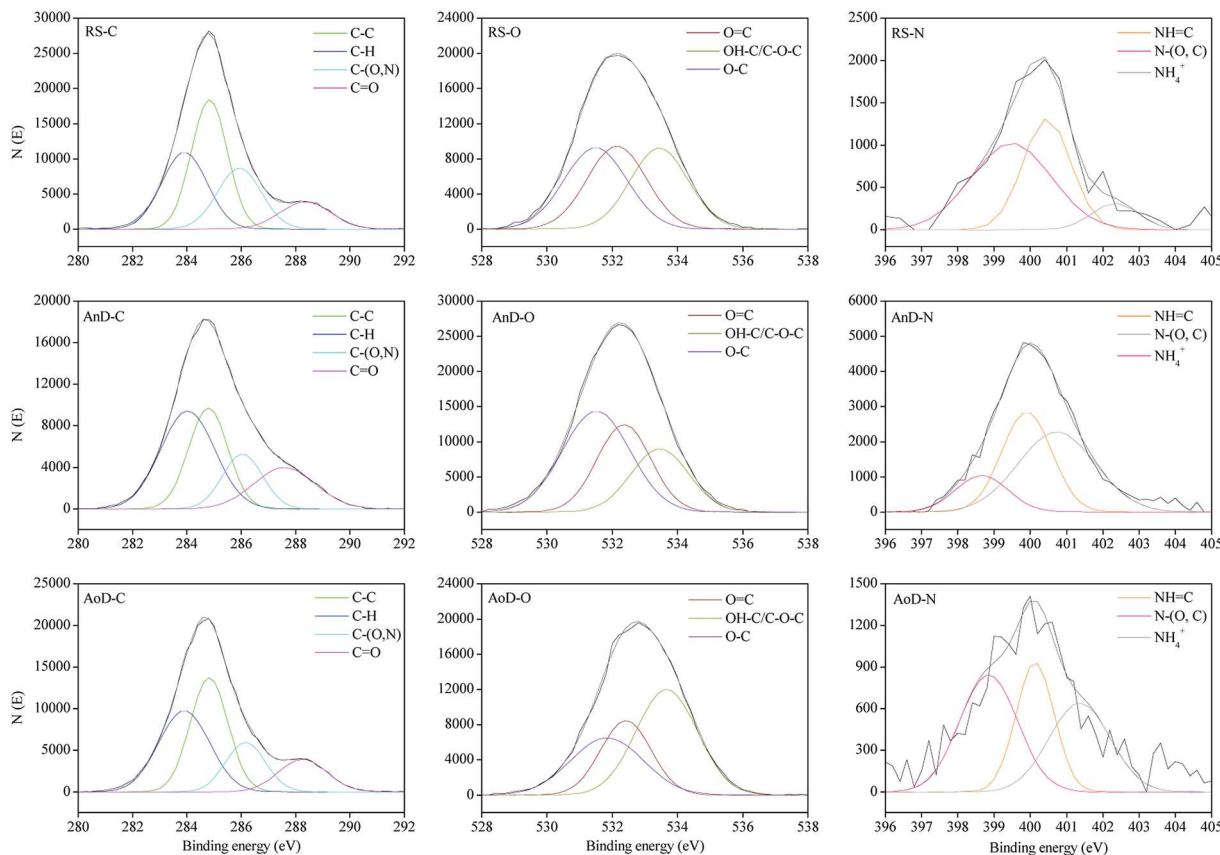 RS-C
C-C
C-H
C-(O,N)
C=O
N (E)
30000
25000
20000
15000
10000
5000
0
280 282 284 286 288 290 292
RS-O
O=C
OH-C/C-O-C
O-C
24000
20000
16000
12000
8000
4000
0
528 530 532 534 536 538
RS-N
NH=C
N-(O, C)
NH₄⁺
2500
2000
1500
1000
500
0
396 397 398 399 400 401 402 403 404 405
AnD-C
C-C
C-H
C-(O,N)
C=O
N (E)
20000
16000
12000
8000
4000
0
280 282 284 286 288 290 292
AnD-O
O=C
OH-C/C-O-C
O-C
30000
25000
20000
15000
10000
5000
0
528 530 532 534 536 538
AnD-N
NH=C
N-(O, C)
NH₄⁺
6000
5000
4000
3000
2000
1000
0
396 397 398 399 400 401 402 403 404 405
AoD-C
C-C
C-H
C-(O,N)
C=O
N (E)
25000
20000
15000
10000
5000
0
280 282 284 286 288 290 292
Binding energy (eV)
AoD-O
O=C
OH-C/C-O-C
O-C
24000
20000
16000
12000
8000
4000
0
528 530 532 534 536 538
Binding energy (eV)
AoD-N
NH=C
N-(O, C)
NH₄⁺
1500
1200
900
600
300
0
396 397 398 399 400 401 402 403 404 405
Binding energy (eV)